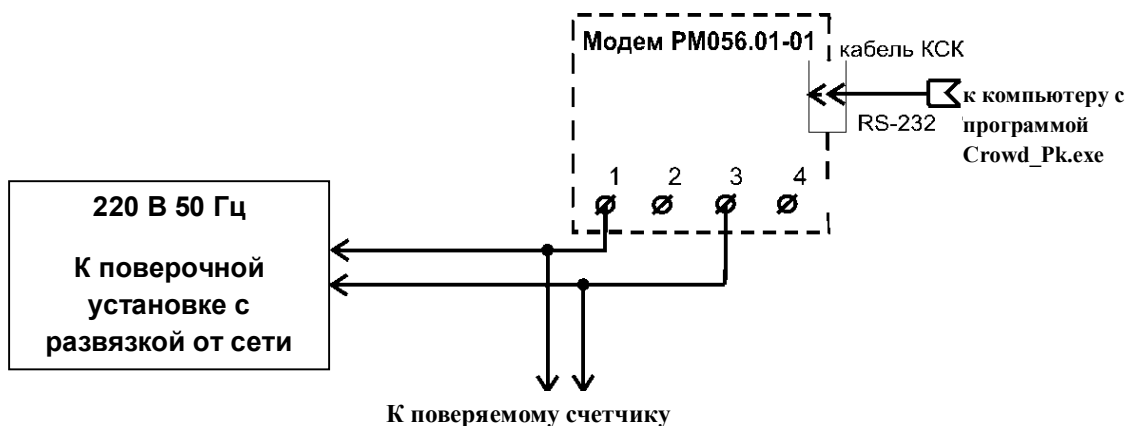 Модем РМ056.01-01
кабель КСК
к компьютеру с
программой
Crowd_Pk.exe
RS-232
1 2 3 4
220 В 50 Гц
К поверочной
установке с
развязкой от сети
К поверяемому счетчику